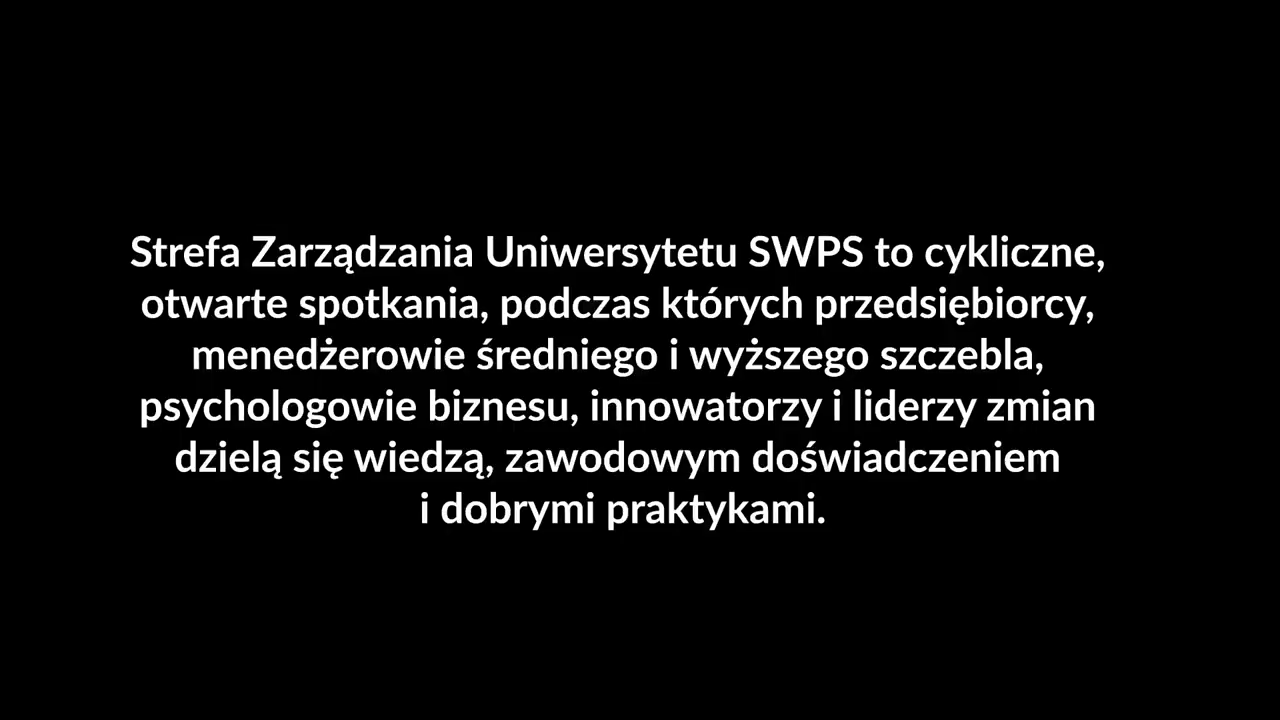 Strefa Zarządzania Uniwersytetu SWPS to cykliczne,
otwarte spotkania, podczas których przedsiębiorcy,
menedżerowie średniego i wyższego szczebla,
psychologowie biznesu, innowatorzy i liderzy zmian
dzielą się wiedzą, zawodowym doświadczeniem
i dobrymi praktykami.